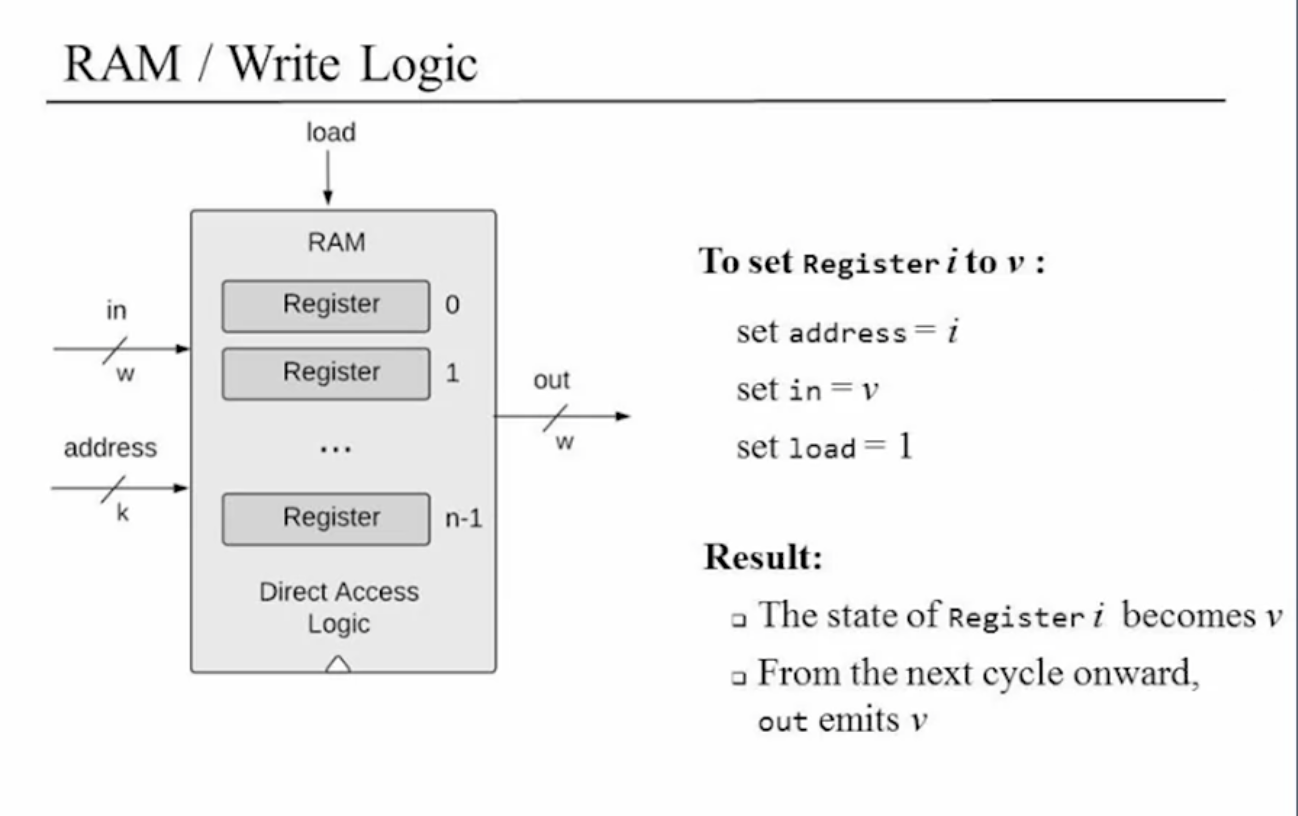 RAM / Write Logic
load
RAM
Register 0
in
w
Register 1
out
w
...
address
k
Register n-1
Direct Access
Logic
To set Register i to v :
set address = i
set in = v
set load = 1
Result:
❑ The state of Register i becomes v
❑ From the next cycle onward,
out emits v